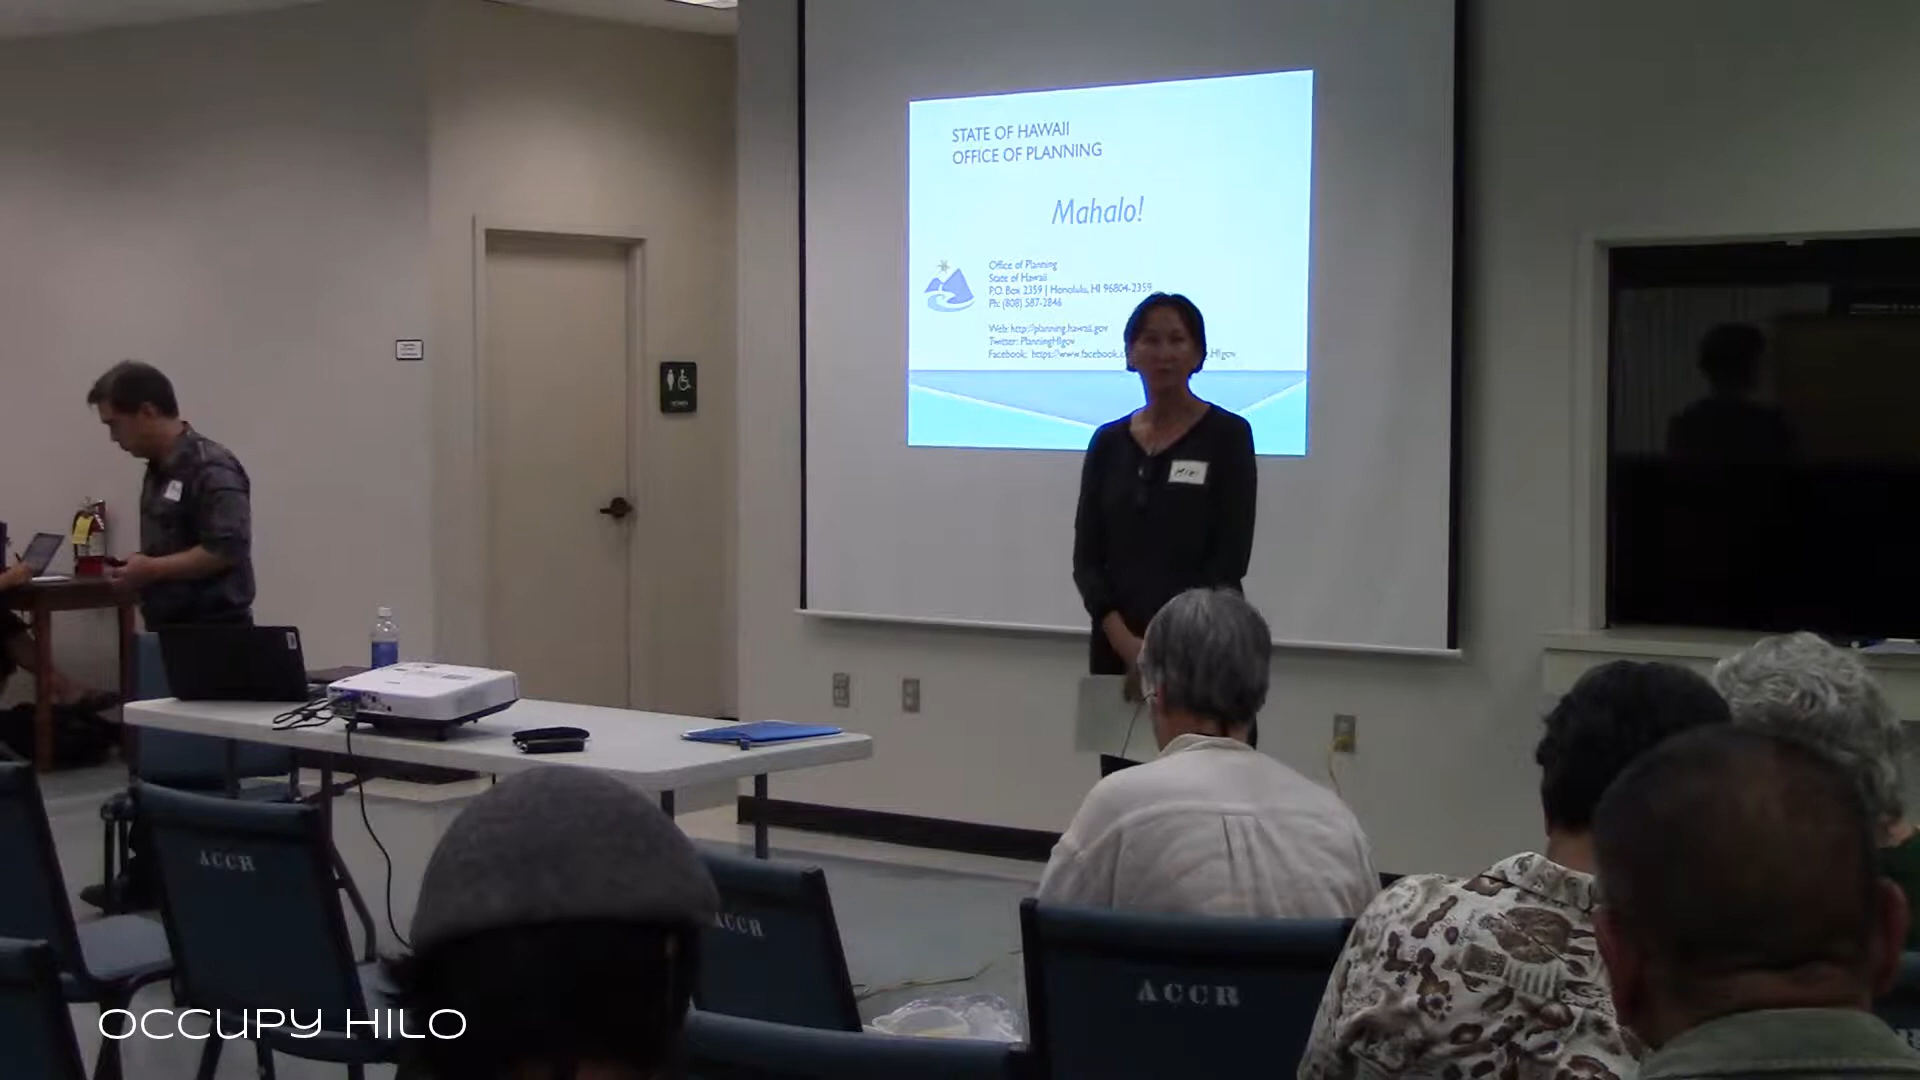 STATE OF HAWAII
OFFICE OF PLANNING
Mahalo!
Office of Planning
State of Hawaii
P.O. Box 2359 | Honolulu, HI 96804-2359
Ph: (808) 587-2846
Web: http://planning.hawaii.gov
Twitter: PlanningHIgov
Facebook: https://www.facebook.c
.HIgov
ACCR
ACCR
ACCR
OCCUPY HILO